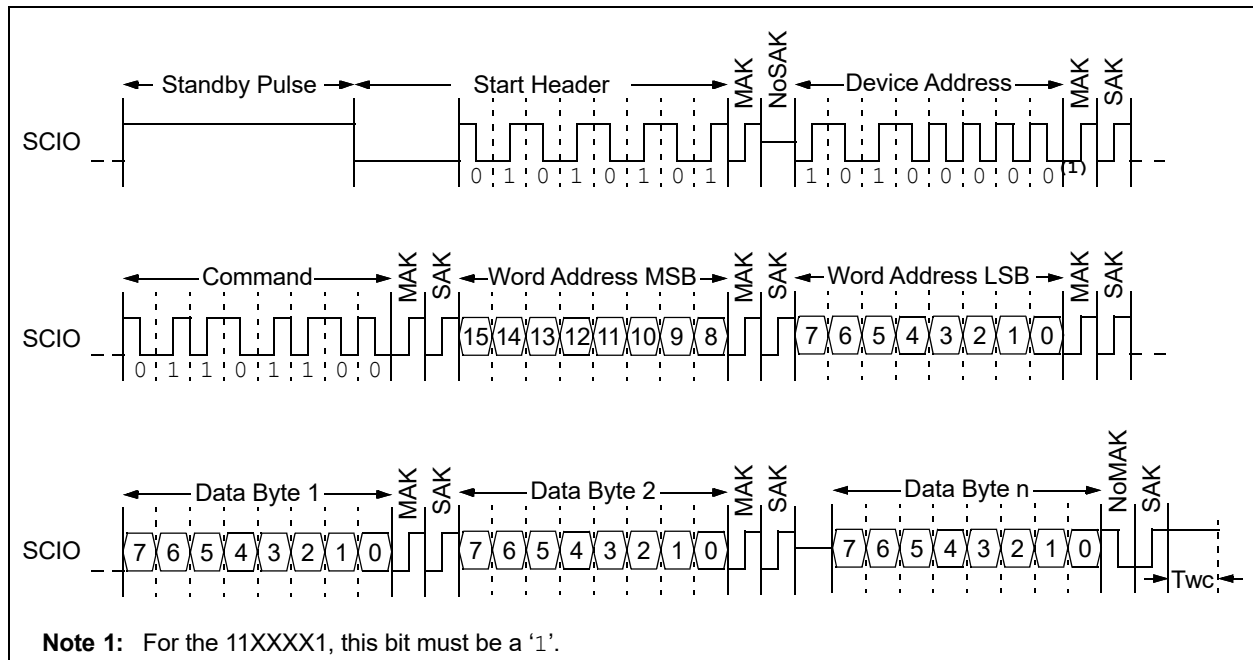 Standby Pulse Start Header MAK NoSAK Device Address MAK SAK
SCIO
0 1 0 1 0 1 0 1 1 0 1 0 0 0 0 0 (1)
Command MAK SAK Word Address MSB MAK SAK Word Address LSB MAK SAK
SCIO 15 14 13 12 11 10 9 8 7 6 5 4 3 2 1 0
0 1 1 0 1 1 0 0
Data Byte 1 MAK SAK Data Byte 2 MAK SAK Data Byte n NoMAK SAK
SCIO 7 6 5 4 3 2 1 0 7 6 5 4 3 2 1 0 7 6 5 4 3 2 1 0
Twc
Note 1: For the 11XXXX1, this bit must be a ‘1’.